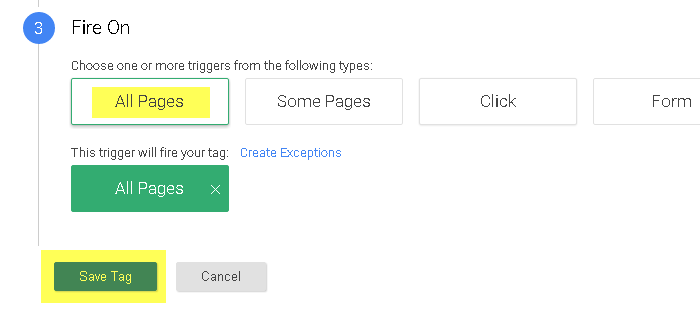 3 Fire On
Choose one or more triggers from the following types:
All Pages Some Pages Click Form
This trigger will fire your tag: Create Exceptions
All Pages ×
Save Tag Cancel